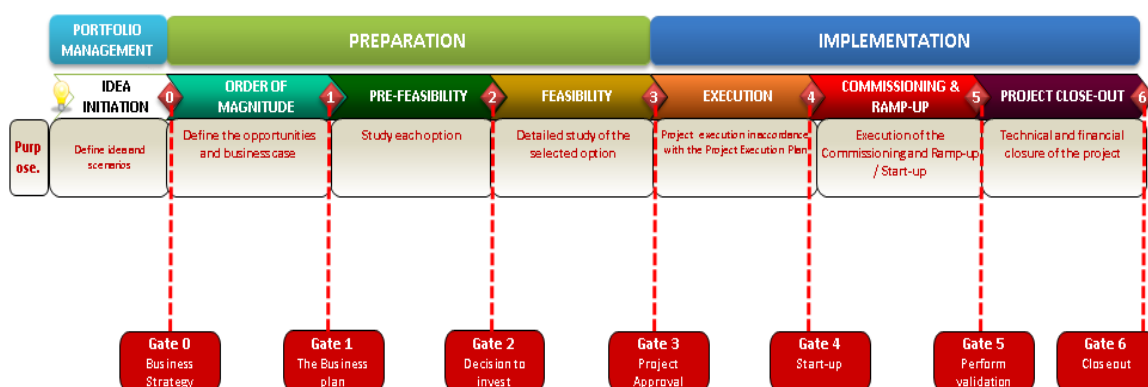 PORTFOLIO
MANAGEMENT
PREPARATION
IMPLEMENTATION
IDEA
INITIATION
0
ORDER OF
MAGNITUDE
1
PRE-FEASIBILITY
2
FEASIBILITY
3
EXECUTION
4
COMMISSIONING &
RAMP-UP
5
PROJECT CLOSE-OUT
6
Purp
ose.
Define idea and
scenarios
Define the opportunities
and business case
Study each option
Detailed study of the
selected option
Project execution in accordance
with the Project Execution Plan
Execution of the
Commissioning and Ramp-up
/ Start-up
Technical and financial
closure of the project
Gate 0
Business
Strategy
Gate 1
The Business
plan
Gate 2
Decision to
invest
Gate 3
Project
Approval
Gate 4
Start-up
Gate 5
Perform
validation
Gate 6
Closeout